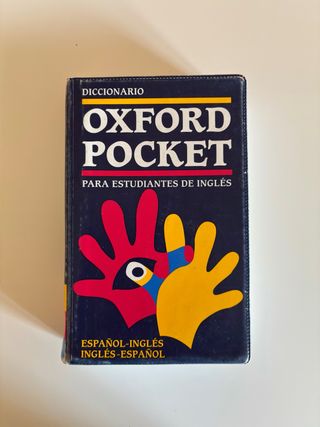 DICCIONARIO
OXFORD
POCKET
PARA ESTUDIANTES DE INGLÉS
ESPAÑOL-INGLÉS
INGLÉS-ESPAÑOL